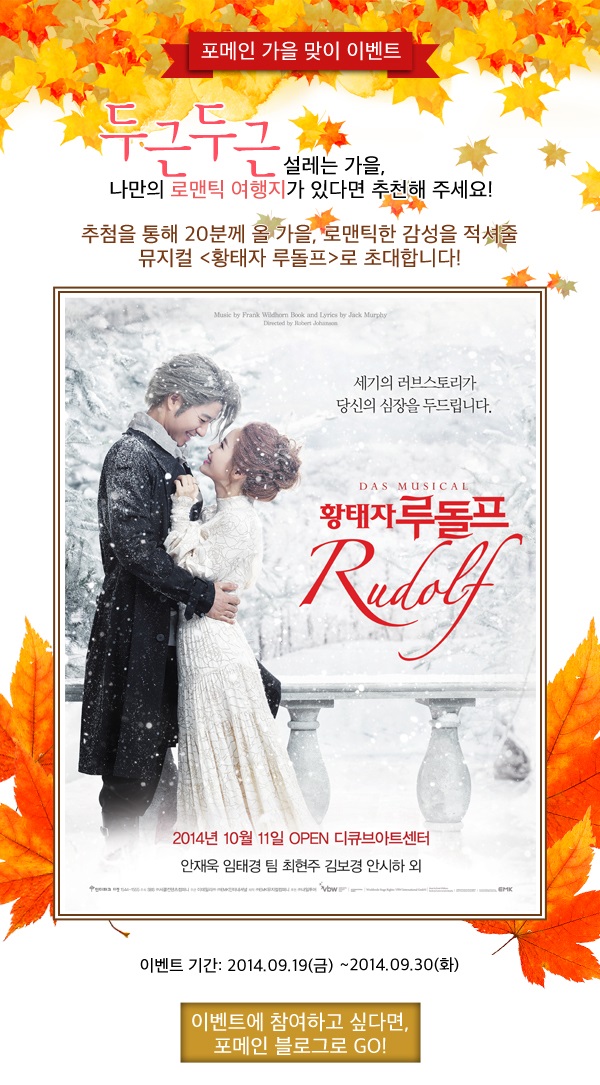 포메인 가을 맞이 이벤트
두근두근 설레는 가을,
나만의 로맨틱 여행지가 있다면 추천해 주세요!
추첨을 통해 20분께 올 가을, 로맨틱한 감성을 적셔줄
뮤지컬 <황태자 루돌프>로 초대합니다!
Music by Frank Wildhorn Book and Lyrics by Jack Murphy
Directed by Robert Johanson
세기의 러브스토리가
당신의 심장을 두드립니다.
DAS MUSICAL
황태자 루돌프
Rudolf
2014년 10월 11일 OPEN 디큐브아트센터
안재욱 임태경 팀 최현주 김보경 안시하 외
vbw
EMK
이벤트 기간: 2014.09.19(금) ~2014.09.30(화)
이벤트에 참여하고 싶다면,
포메인 블로그로 GO!